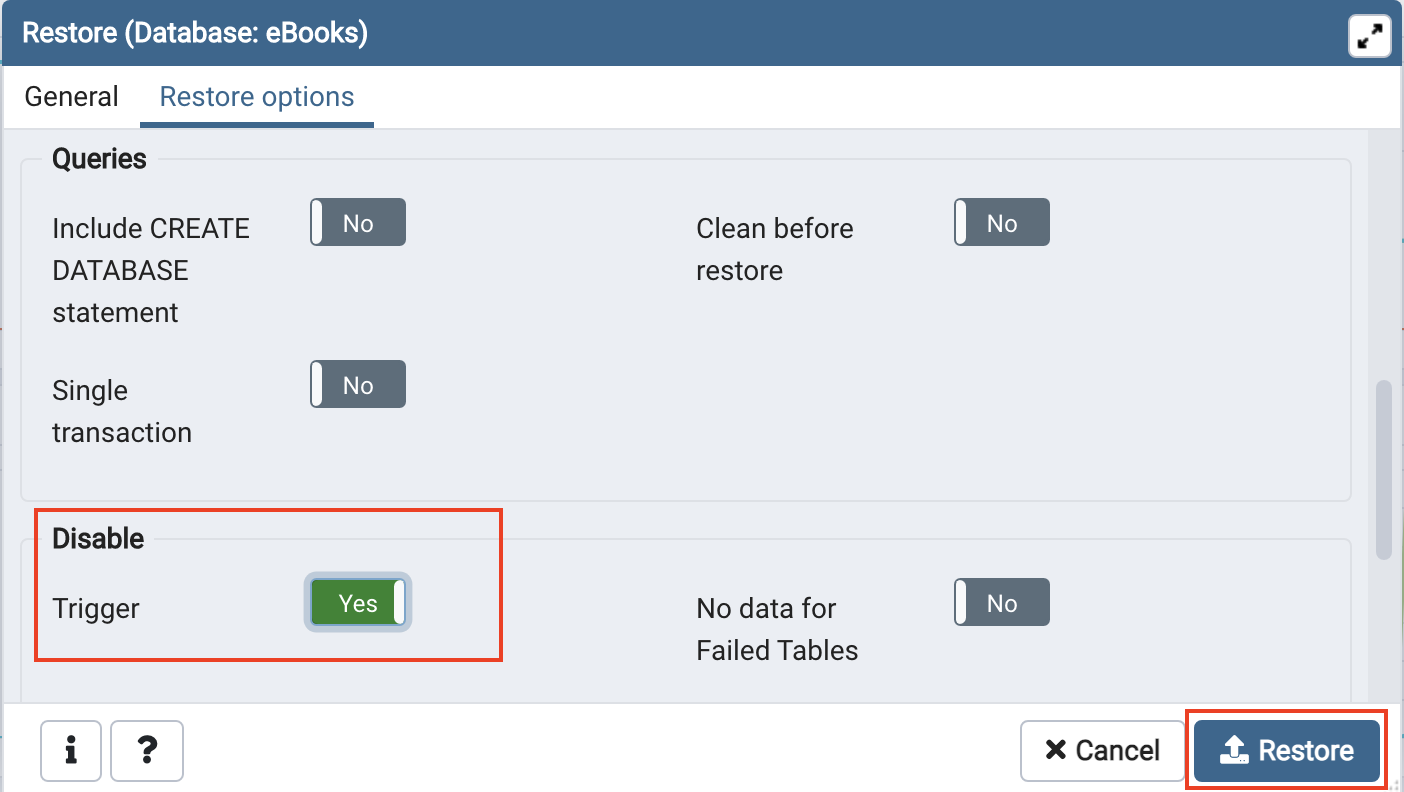 Restore (Database: eBooks)
General
Restore options
Queries
Include CREATE
DATABASE
statement
No
Clean before
restore
No
Single
transaction
No
Disable
Trigger
Yes
No data for
Failed Tables
No
i
?
Cancel
Restore